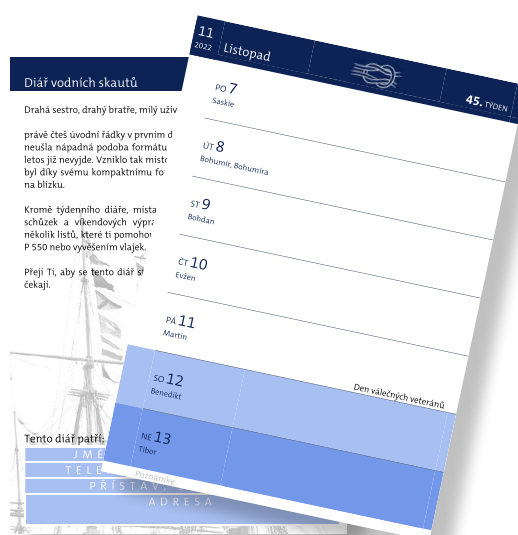 Diář vodních skautů
Drahá sestro, drahý bratře, milý uživ
právě čteš úvodní řádky v prvním d
neušla nápadná podoba formátu
letos již nevyjde. Vzniklo tak místo
byl díky svému kompaktnímu fo
na blízku.
Kromě týdenního diáře, místa
schůzek a víkendových výpra
několik listů, které ti pomohou
P 550 nebo vyvěšením vlajek.
Přeji Ti, aby se tento diář s
čekají.
Tento diář patří:
JMÉ
TELE
PŘÍSTAV,
ADRESA
11
2022
Listopad
45. TÝDEN
PO 7
Saskie
ÚT 8
Bohumír, Bohumíra
ST 9
Bohdan
ČT 10
Evžen
PÁ 11
Martin
Den válečných veteránů
SO 12
Benedikt
NE 13
Tibor
Poznámky: